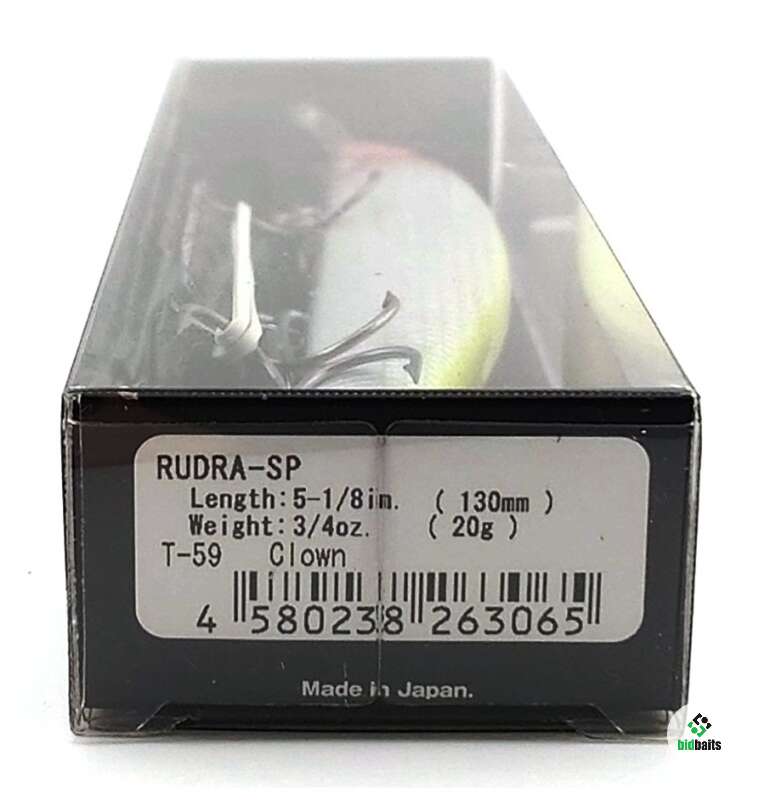 RUDRA-SP
Length:5-1/8in. ( 130mm )
Weight:3/4oz. ( 20g )
T-59 Clown
4 580238 263065
Made in Japan.
bidbaits